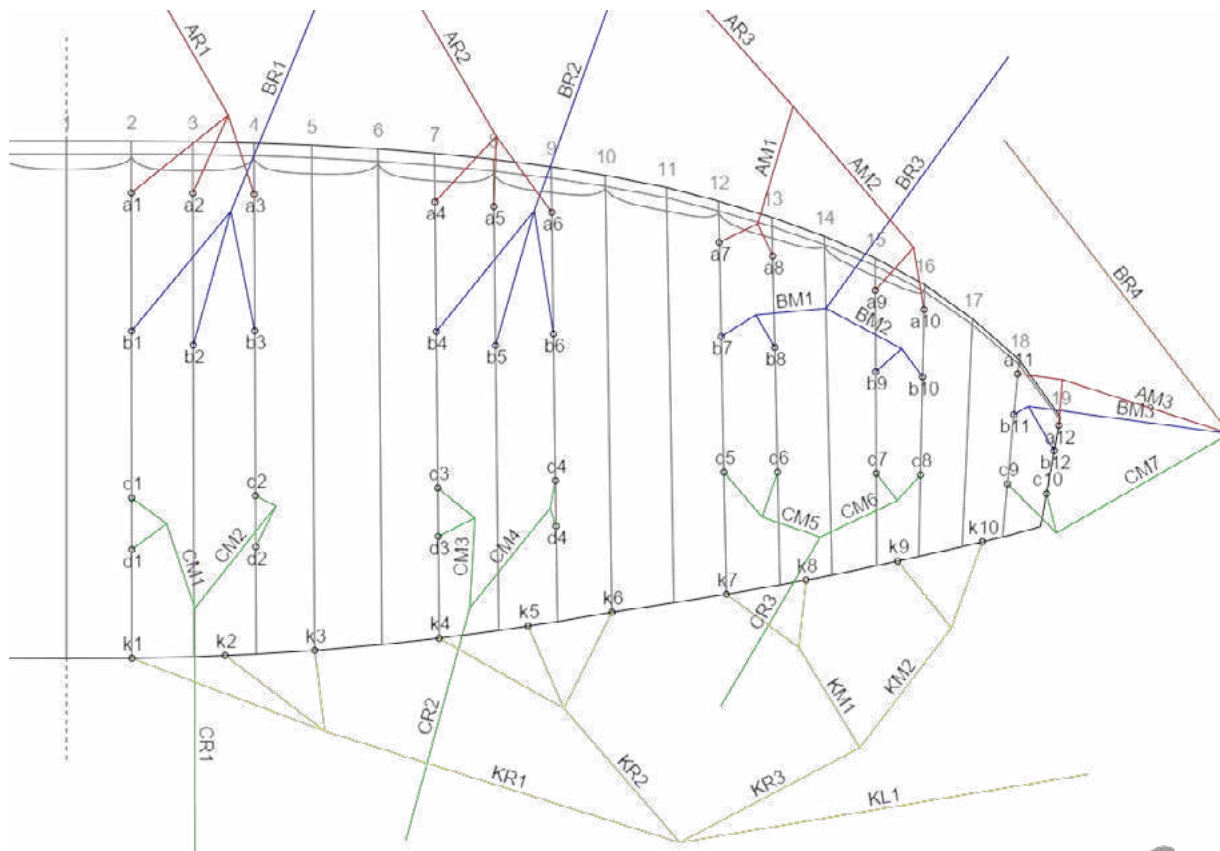 AR1
BR1
AR2
BR2
AR3
AM1
AM2
BR3
BR4
1
2
3
4
5
6
7
8
9
10
11
12
13
14
15
16
17
18
19
a1
a2
a3
a4
a5
a6
a7
a8
a9
a10
a11
a12
AM3
BM3
b1
b2
b3
b4
b5
b6
b7
b8
BM1
BM2
b9
b10
b11
b12
c1
c2
c3
c4
c5
c6
c7
c8
c9
c10
d1
d2
d3
d4
CM1
CM2
CM3
CM4
CM5
CM6
CM7
k1
k2
k3
k4
k5
k6
k7
k8
k9
k10
CR1
CR2
CR3
KR1
KR2
KR3
KM1
KM2
KL1